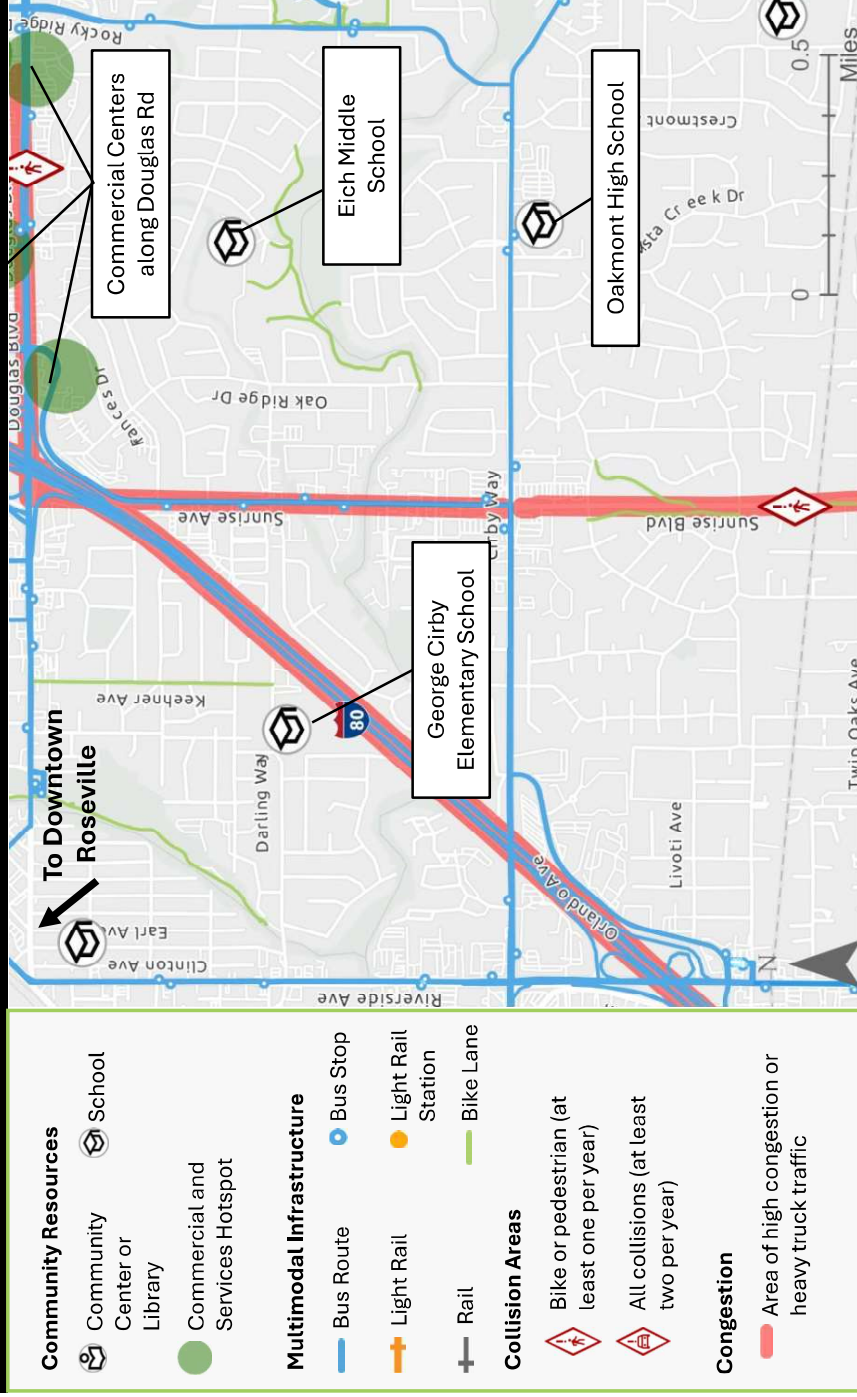 Community Resources
Community
Center or
Library
School
Commercial and
Services Hotspot
Multimodal Infrastructure
Bus Route
Bus Stop
Light Rail
Light Rail
Station
Rail
Bike Lane
Collision Areas
Bike or pedestrian (at
least one per year)
All collisions (at least
two per year)
Congestion
Area of high congestion or
heavy truck traffic
To Downtown
Roseville
Commercial Centers
along Douglas Rd
Eich Middle
School
Oakmont High School
George Cirby
Elementary School
Rocky Ridge
Douglas Blvd
Frances Dr
Oak Ridge Dr
Sunrise Ave
Sunrise Blvd
Keehner Ave
Darling Way
80
Earl Ave
Clinton Ave
Riverside Ave
Orlando Ave
Livoti Ave
Twin Oaks Ave
Crestmont
Creek Dr
N
0
0.5
Miles